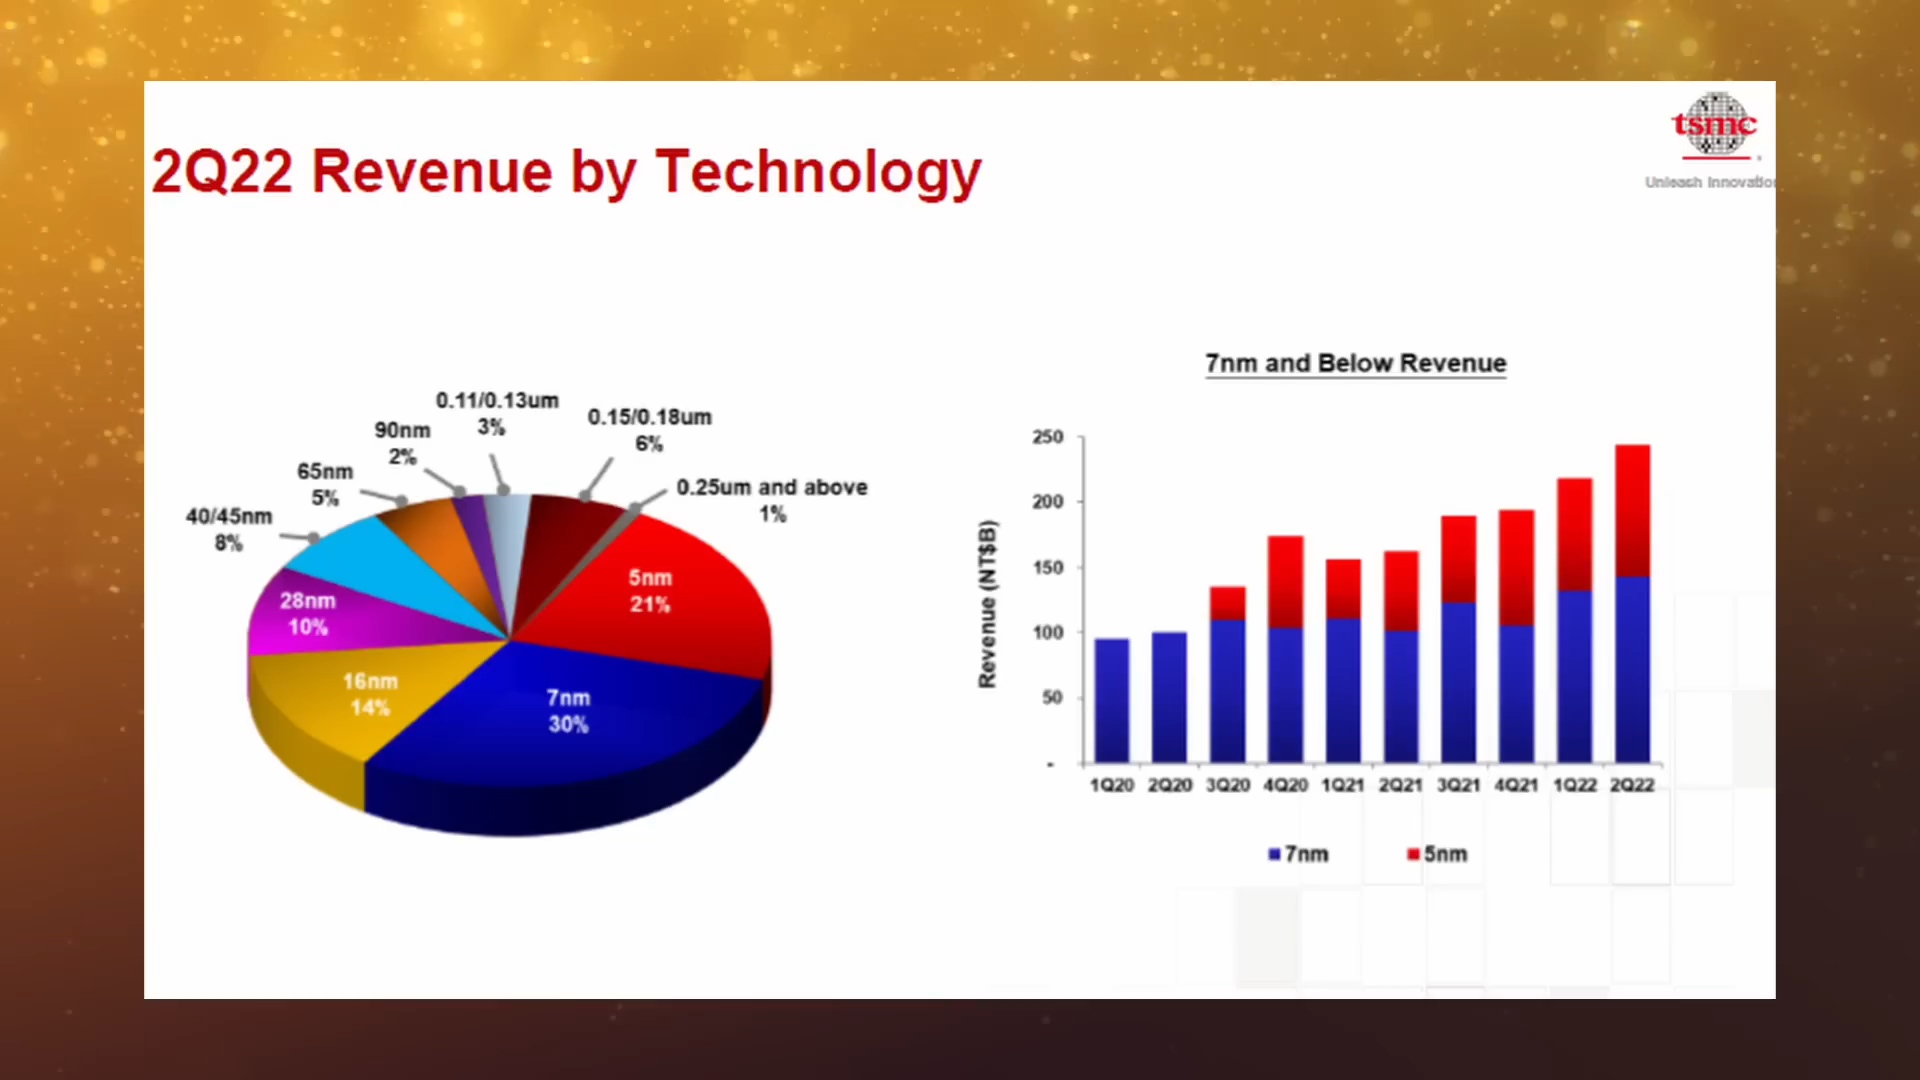 tsmc
Unleash Innovation
2Q22 Revenue by Technology
0.11/0.13um
3%
0.15/0.18um
6%
90nm
2%
65nm
5%
0.25um and above
1%
40/45nm
8%
5nm
21%
28nm
10%
16nm
14%
7nm
30%
7nm and Below Revenue
Revenue (NT$B)
250
200
150
100
50
-
1Q20 2Q20 3Q20 4Q20 1Q21 2Q21 3Q21 4Q21 1Q22 2Q22
7nm 5nm